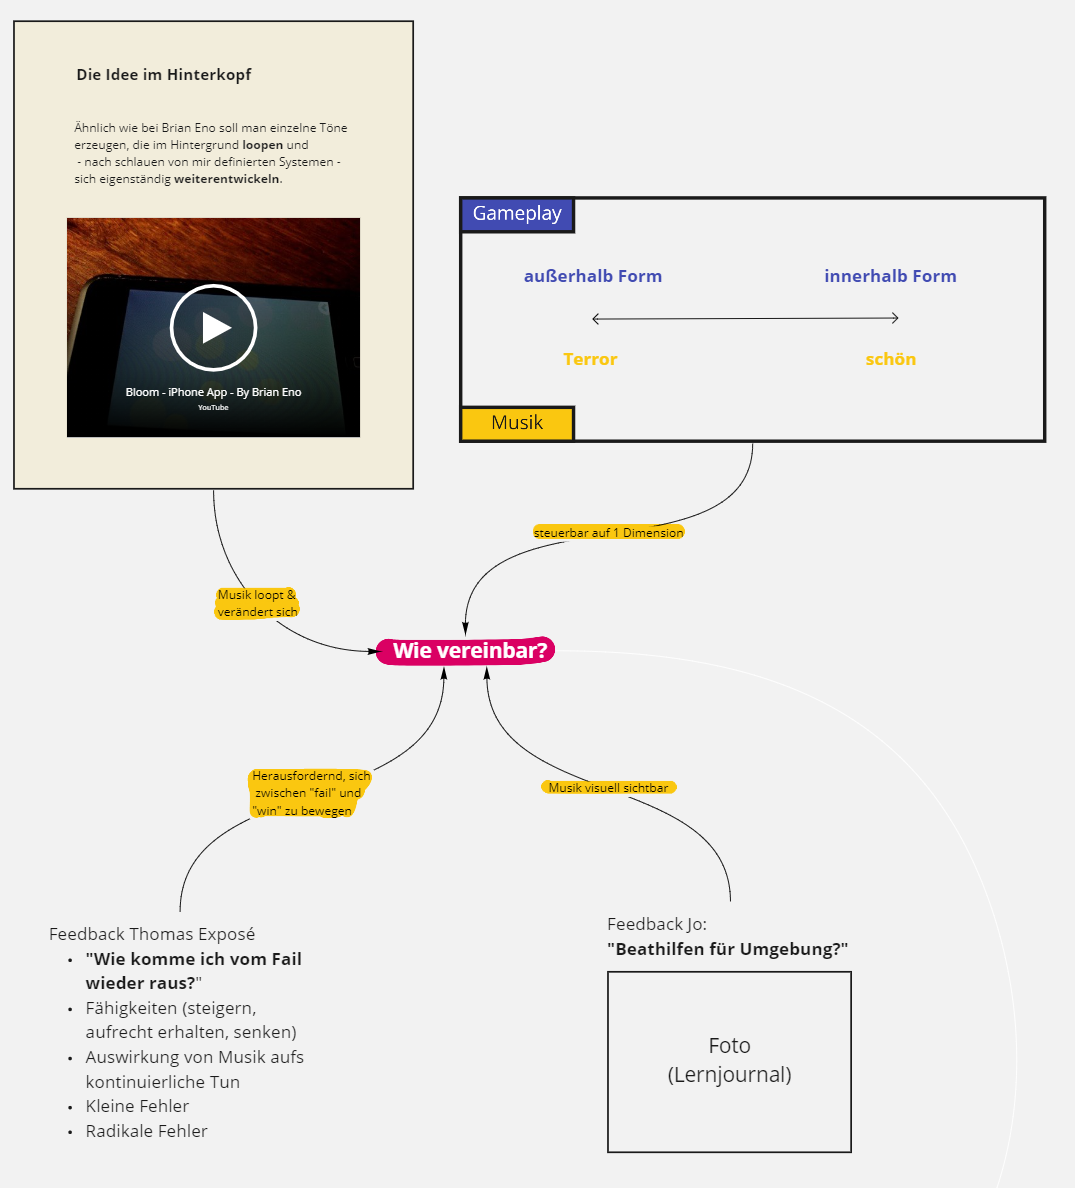 Die Idee im Hinterkopf
Ähnlich wie bei Brian Eno soll man einzelne Töne
erzeugen, die im Hintergrund loopen und
- nach schlauen von mir definierten Systemen -
sich eigenständig weiterentwickeln.
Bloom - iPhone App - By Brian Eno
YouTube
Gameplay
außerhalb Form
innerhalb Form
Terror
schön
Musik
steuerbar auf 1 Dimension
Musik loopt &
verändert sich
Wie vereinbar?
Herausfordernd, sich
zwischen "fail" und
"win" zu bewegen
Musik visuell sichtbar
Feedback Thomas Exposé
• "Wie komme ich vom Fail
wieder raus?"
• Fähigkeiten (steigern,
aufrecht erhalten, senken)
• Auswirkung von Musik aufs
kontinuierliche Tun
• Kleine Fehler
• Radikale Fehler
Feedback Jo:
"Beathilfen für Umgebung?"
Foto
(Lernjournal)